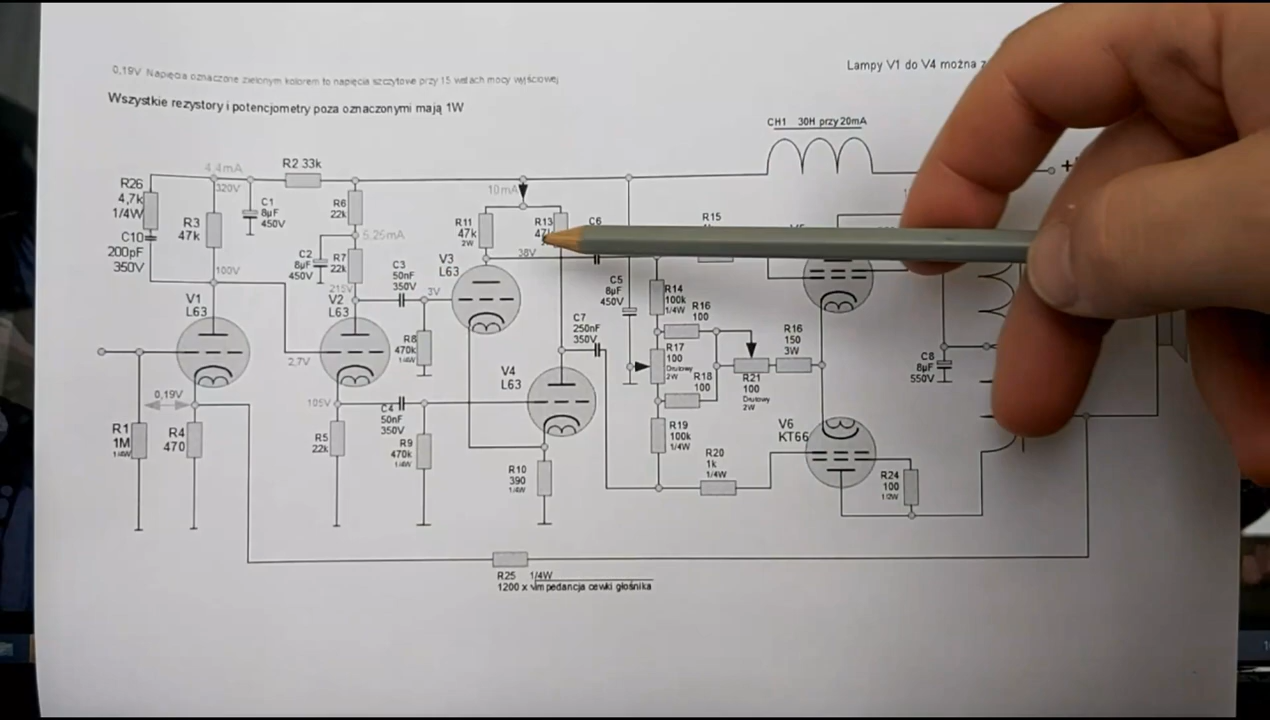 0,19V Napięcia oznaczone zielonym kolorem to napięcia szczytowe przy 15 watach mocy wyjściowej
Lampy V1 do V4 można z
Wszystkie rezystory i potencjometry poza oznaczonymi mają 1W
CH1 30H przy 20mA
4.4mA
R2 33k
320V
R26
4,7k
1/4W
C10
200pF
350V
R3
47k
C1
8µF
450V
R6
22k
5.25mA
C2
8µF
450V
R7
22k
10mA
R11
47k
2W
R13
C6
R15
38V
100V
215V
V1
L63
V2
L63
C3
50nF
350V
3V
V3
L63
C5
8µF
450V
R14
100k
1/4W
R16
100
R8
470k
1/4W
C7
250nF
350V
R17
100
Drutowy
2W
R18
100
R21
100
Drutowy
2W
R16
150
3W
C8
8µF
550V
2,7V
0,19V
V4
L63
105V
C4
50nF
350V
R1
1M
1/4W
R4
470
R5
22k
R9
470k
1/4W
R10
390
1/4W
R19
100k
1/4W
R20
1k
1/4W
V6
KT66
R24
100
1/2W
R25 1/4W
1200 x √impedancja cewki głośnika